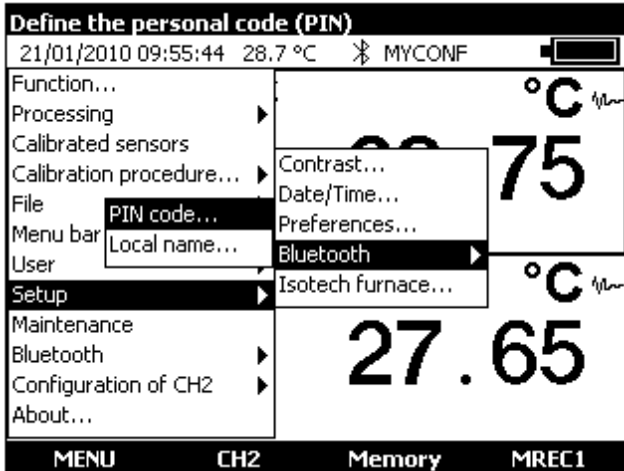 Define the personal code (PIN)
21/01/2010 09:55:44 28.7 °C MYCONF
Function...
Processing
Calibrated sensors
Calibration procedure...
File
Menu bar
User
Setup
Maintenance
Bluetooth
Configuration of CH2
About...
PIN code...
Local name...
Contrast...
Date/Time...
Preferences...
Bluetooth
Isotech furnace...
°C
75
°C
27.65
MENU CH2 Memory MREC1